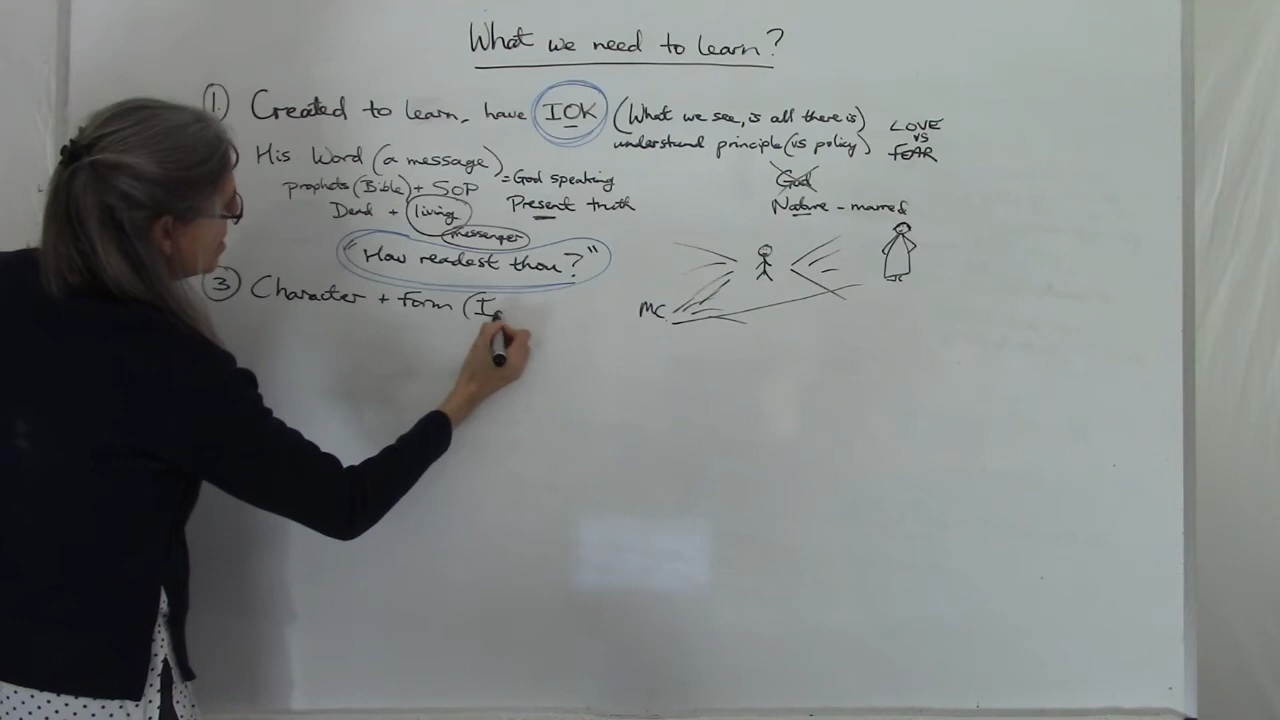 What we need to learn?
1. Created to learn, have IOK (What we see, is all there is)
understand principle (vs policy)
LOVE
vs
FEAR
) His Word (a message) = God speaking
prophets (Bible) + SOP
Present truth
Dead + living
messenger
God
Nature - marred
"How readest thou?"
3 Character + form (I
MC.